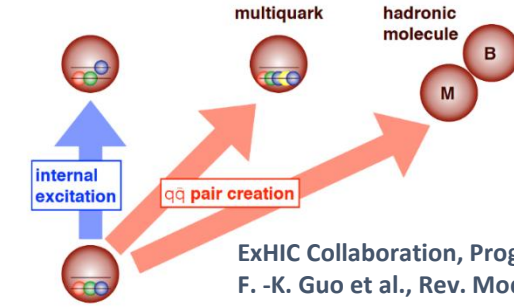 multiquark
hadronic
molecule
B
M
internal
excitation
qq̄ pair creation
ExHIC Collaboration, Prog
F. -K. Guo et al., Rev. Mod